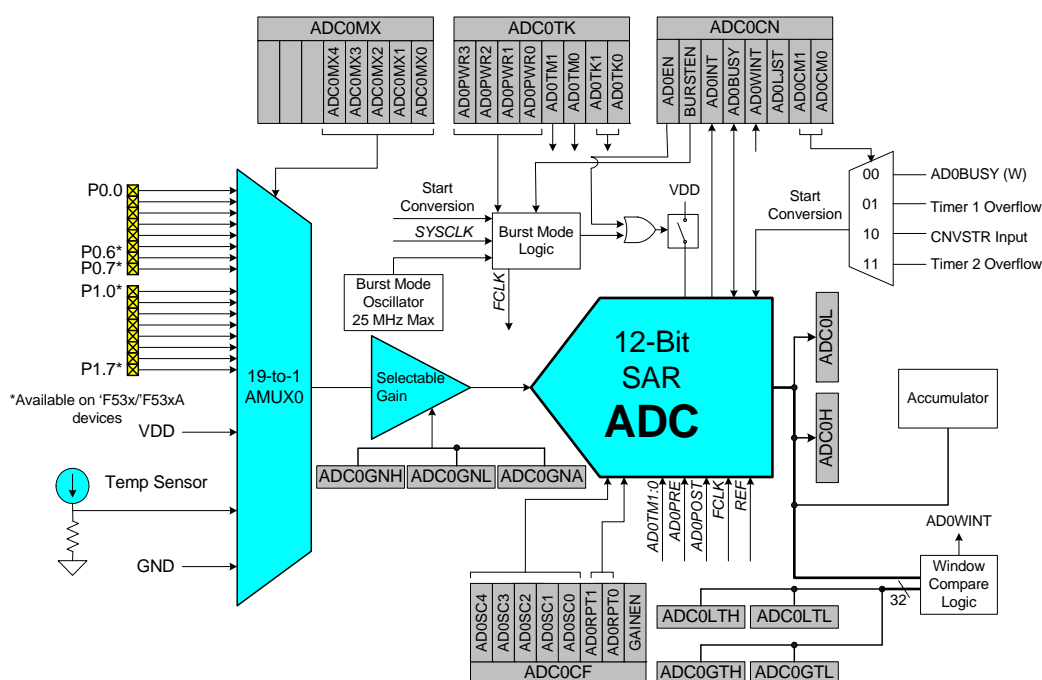 ADC0MX
ADC0MX4
ADC0MX3
ADC0MX2
ADC0MX1
ADC0MX0
ADC0TK
AD0PWR3
AD0PWR2
AD0PWR1
AD0PWR0
AD0TM1
AD0TM0
AD0TK1
AD0TK0
ADC0CN
AD0EN
BURSTEN
AD0INT
AD0BUSY
AD0WINT
AD0LJST
AD0CM1
AD0CM0
P0.0
P0.6*
P0.7*
P1.0*
P1.7*
*Available on 'F53x/'F53xA
devices
VDD
Temp Sensor
GND
19-to-1
AMUX0
Start
Conversion
SYSCLK
Burst Mode
Logic
Burst Mode
Oscillator
25 MHz Max
FCLK
VDD
Start
Conversion
00
01
10
11
AD0BUSY (W)
Timer 1 Overflow
CNVSTR Input
Timer 2 Overflow
Selectable
Gain
ADC0GNH
ADC0GNL
ADC0GNA
12-Bit
SAR
ADC
ADC0L
ADC0H
Accumulator
AD0TM1:0
AD0PRE
AD0POST
FCLK
REF
AD0WINT
Window
Compare
Logic
32
AD0SC4
AD0SC3
AD0SC2
AD0SC1
AD0SC0
AD0RPT1
AD0RPT0
GAINEN
ADC0CF
ADC0LTH
ADC0LTL
ADC0GTH
ADC0GTL